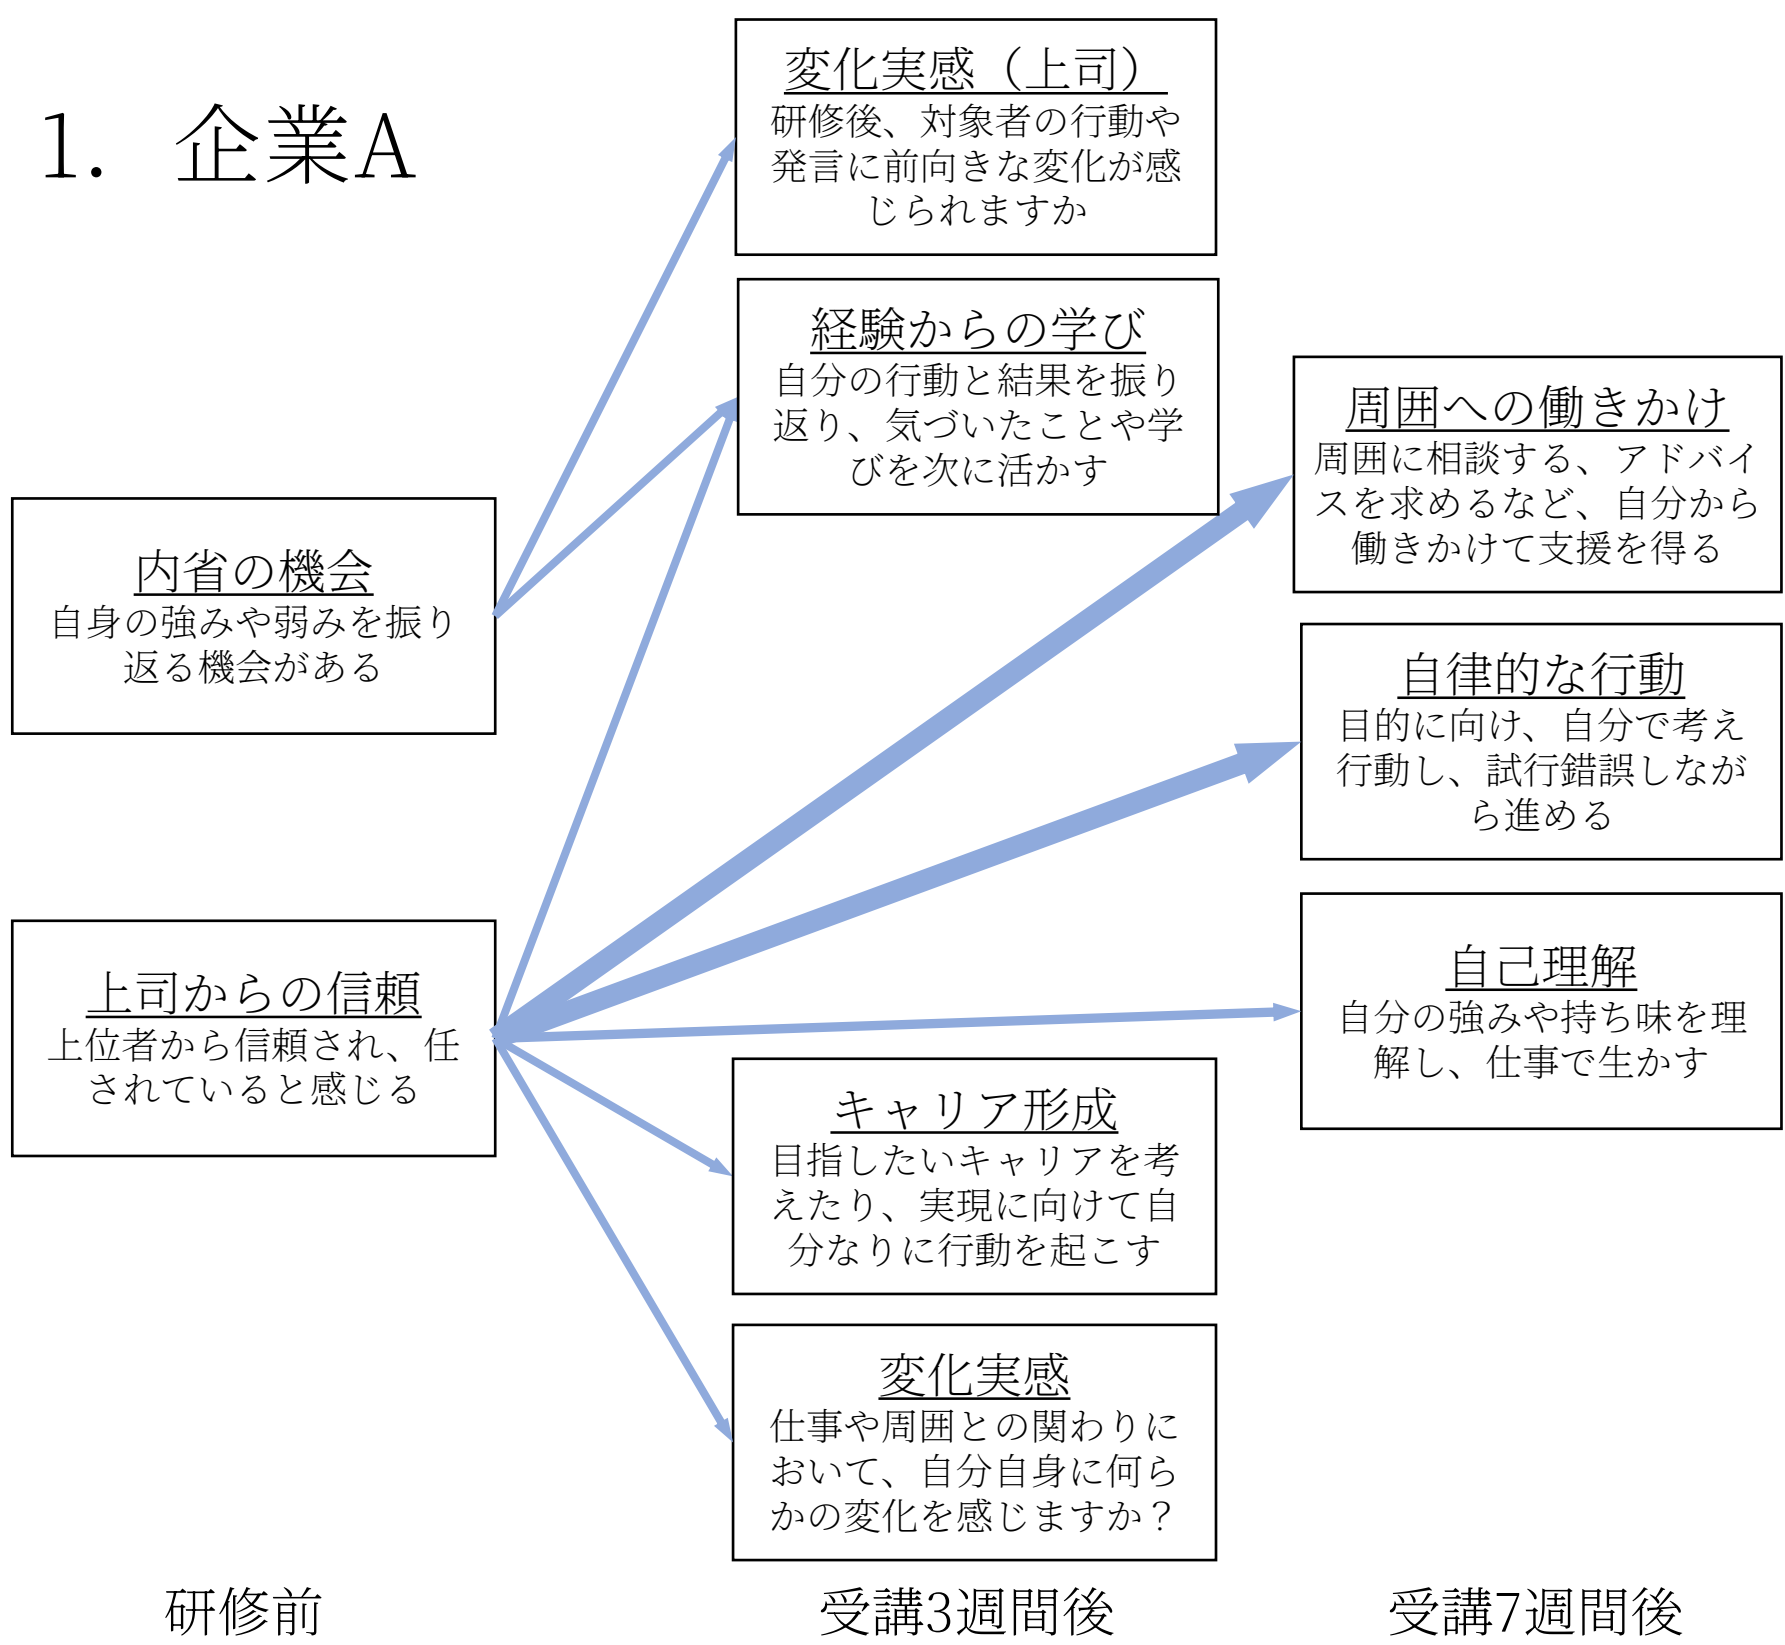 1. 企業A
変化実感（上司）
研修後、対象者の行動や
発言に前向きな変化が感
じられますか
経験からの学び
自分の行動と結果を振り
返り、気づいたことや学
びを次に活かす
周囲への働きかけ
周囲に相談する、アドバイ
スを求めるなど、自分から
働きかけて支援を得る
内省の機会
自身の強みや弱みを振り
返る機会がある
自律的な行動
目的に向け、自分で考え
行動し、試行錯誤しなが
ら進める
上司からの信頼
上位者から信頼され、任
されていると感じる
自己理解
自分の強みや持ち味を理
解し、仕事で生かす
キャリア形成
目指したいキャリアを考
えたり、実現に向けて自
分なりに行動を起こす
変化実感
仕事や周囲との関わりに
おいて、自分自身に何ら
かの変化を感じますか？
研修前
受講3週間後
受講7週間後